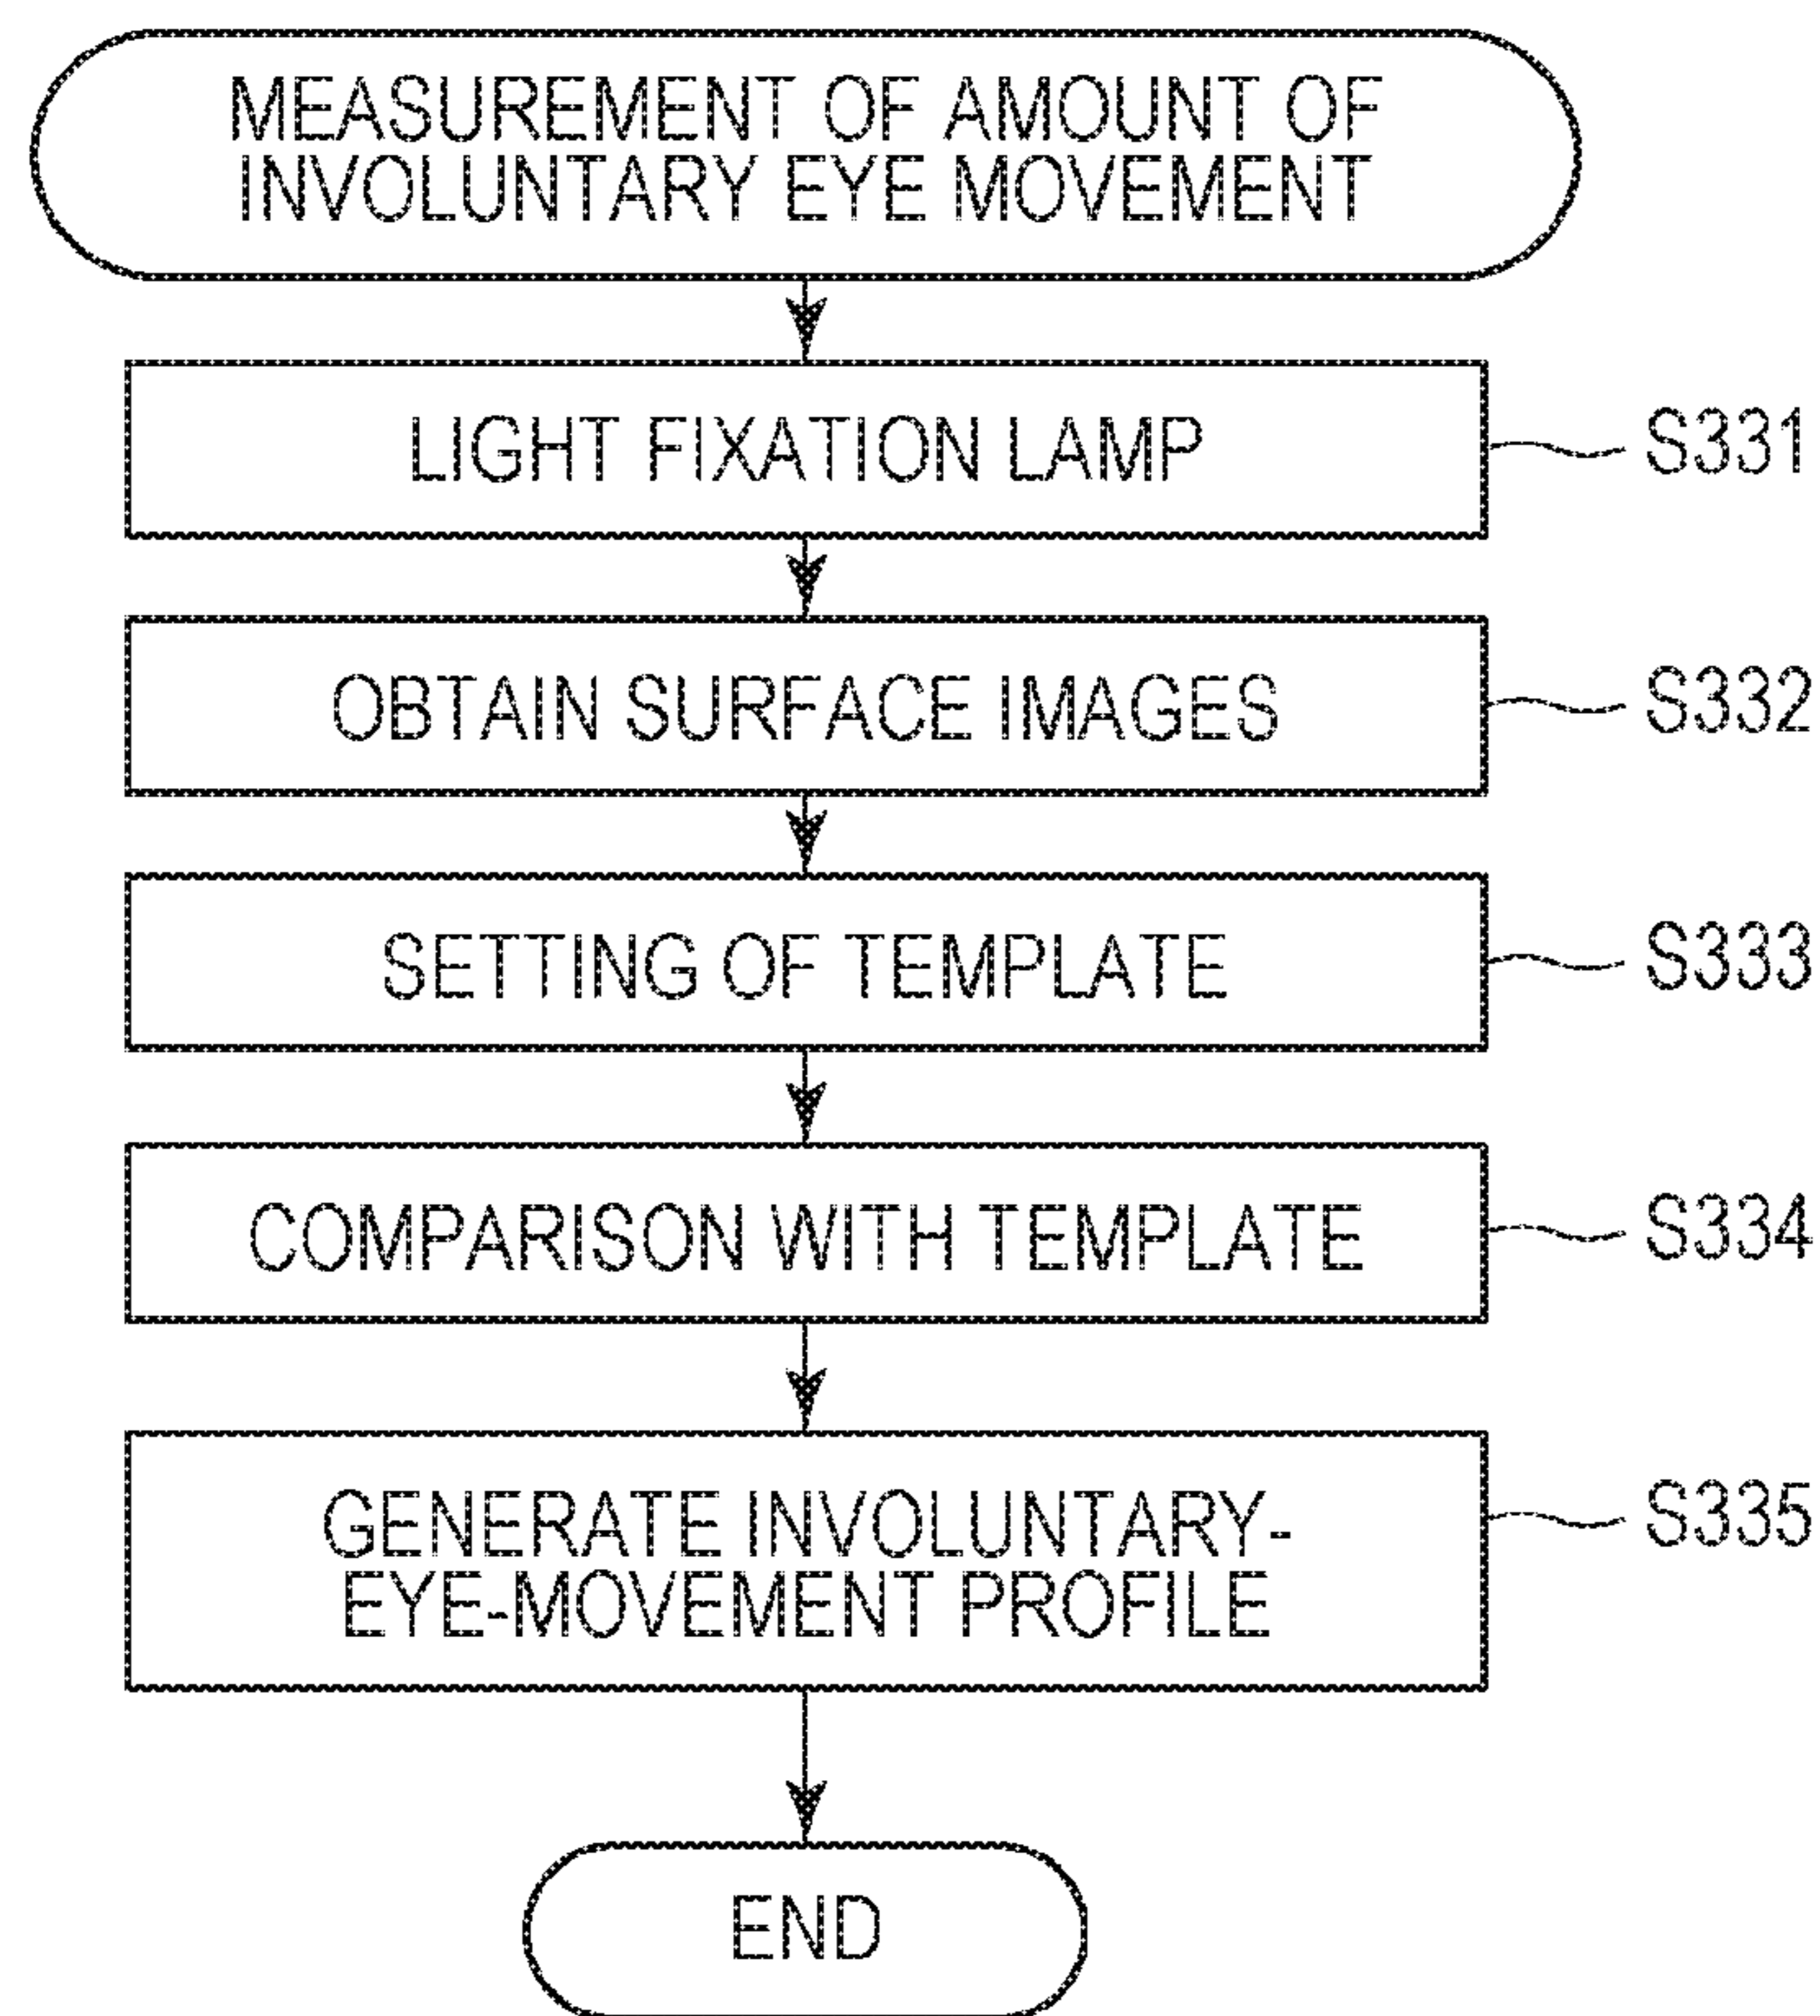 MEASUREMENT OF AMOUNT OF
INVOLUNTARY EYE MOVEMENT
LIGHT FIXATION LAMP
S331
OBTAIN SURFACE IMAGES
S332
SETTING OF TEMPLATE
S333
COMPARISON WITH TEMPLATE
S334
GENERATE INVOLUNTARY-
EYE-MOVEMENT PROFILE
S335
END